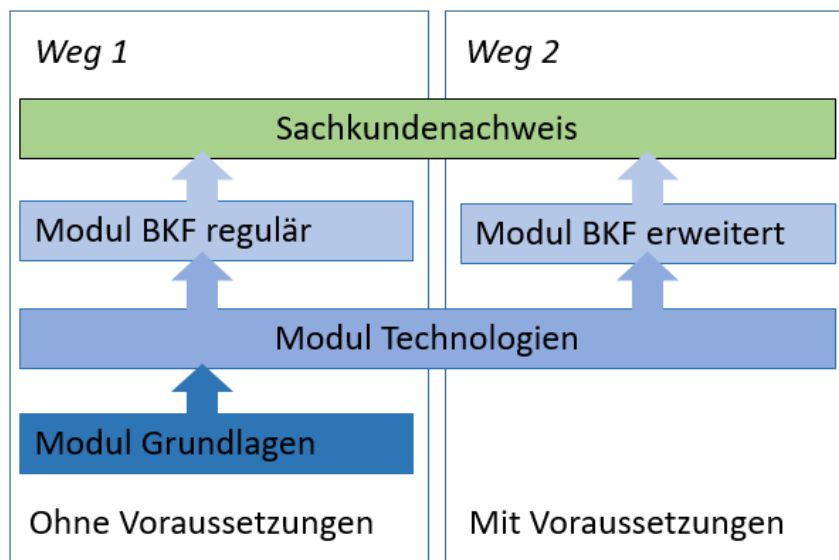 Weg 1
Weg 2
Sachkundenachweis
Modul BKF regulär
Modul BKF erweitert
Modul Technologien
Modul Grundlagen
Ohne Voraussetzungen
Mit Voraussetzungen